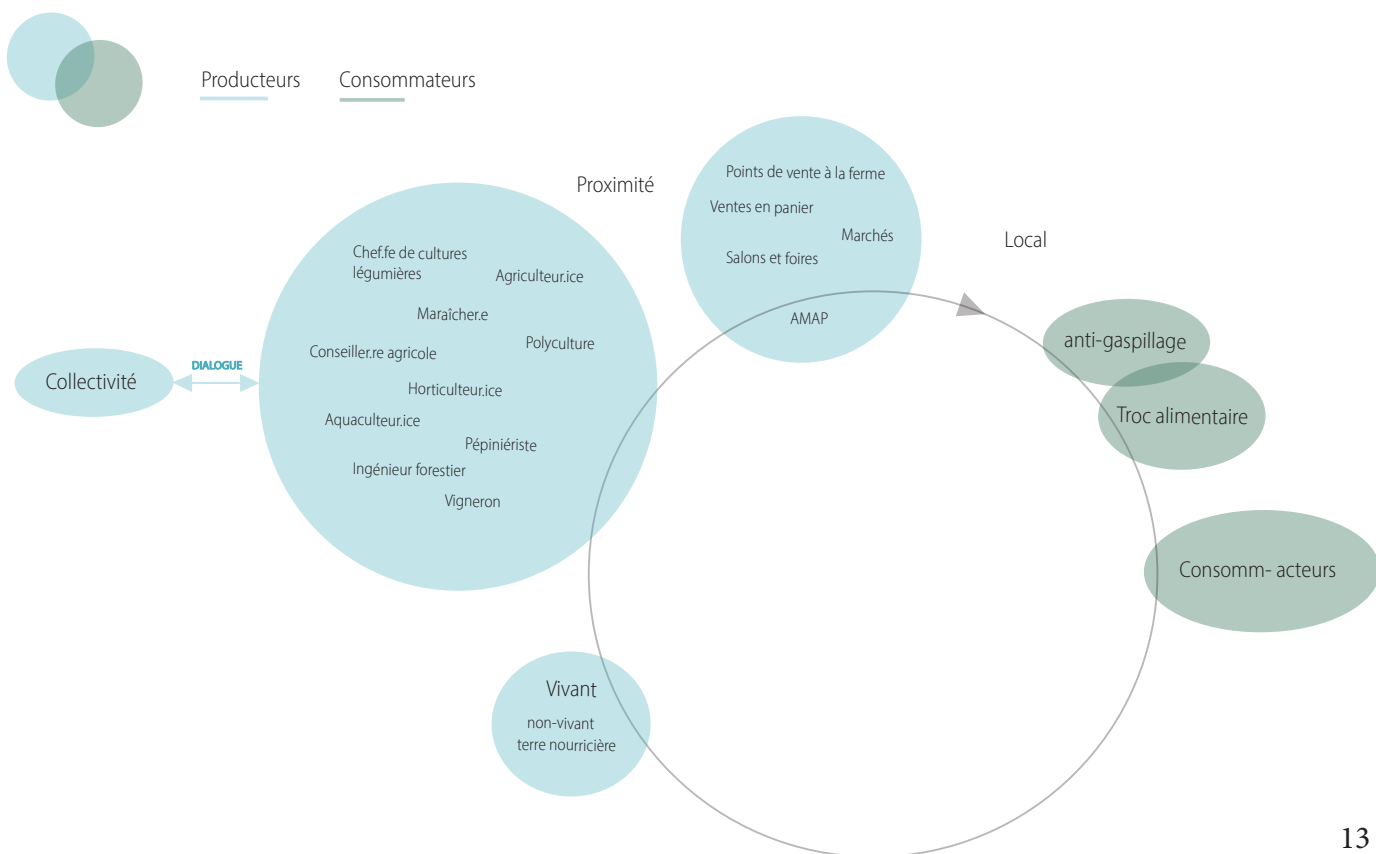 Producteurs
Consommateurs
Proximité
Points de vente à la ferme
Ventes en panier
Marchés
Salons et foires
AMAP
Local
Chef.fe de cultures
légumières
Agriculteur.ice
Maraîcher.e
Conseiller.re agricole
Polyculture
Horticulteur.ice
Aquaculteur.ice
Pépiniériste
Ingénieur forestier
Vigneron
Collectivité
DIALOGUE
anti-gaspillage
Troc alimentaire
Consomm- acteurs
Vivant
non-vivant
terre nourricière
13